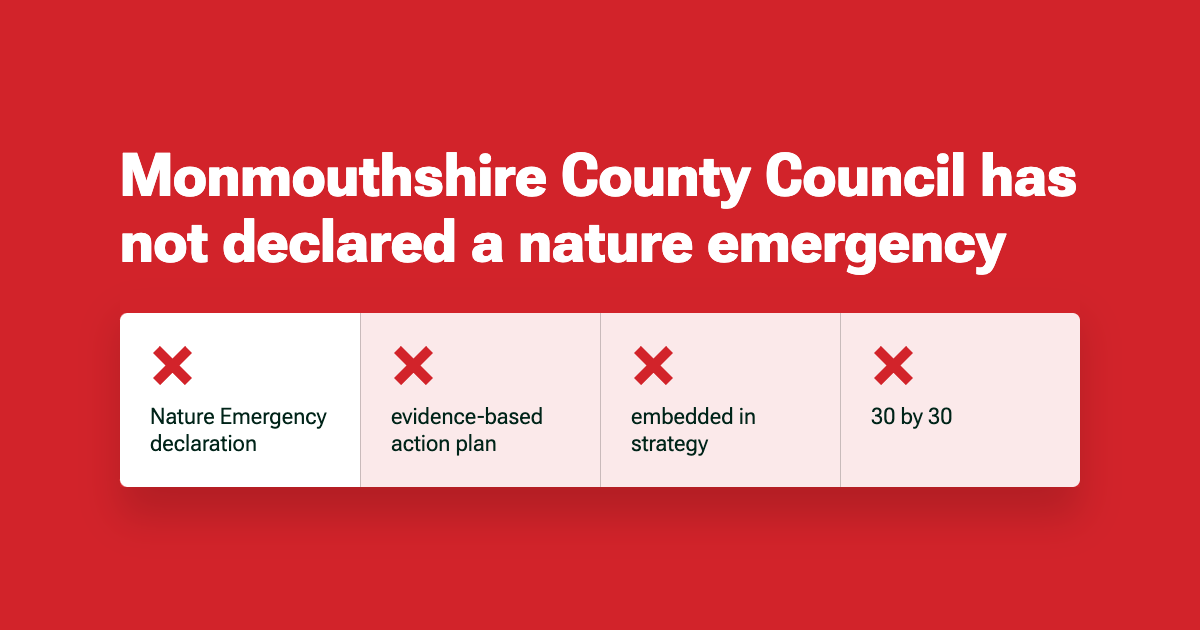 Monmouthshire County Council has
not declared a nature emergency
Nature Emergency
declaration
evidence-based
action plan
embedded in
strategy
30 by 30